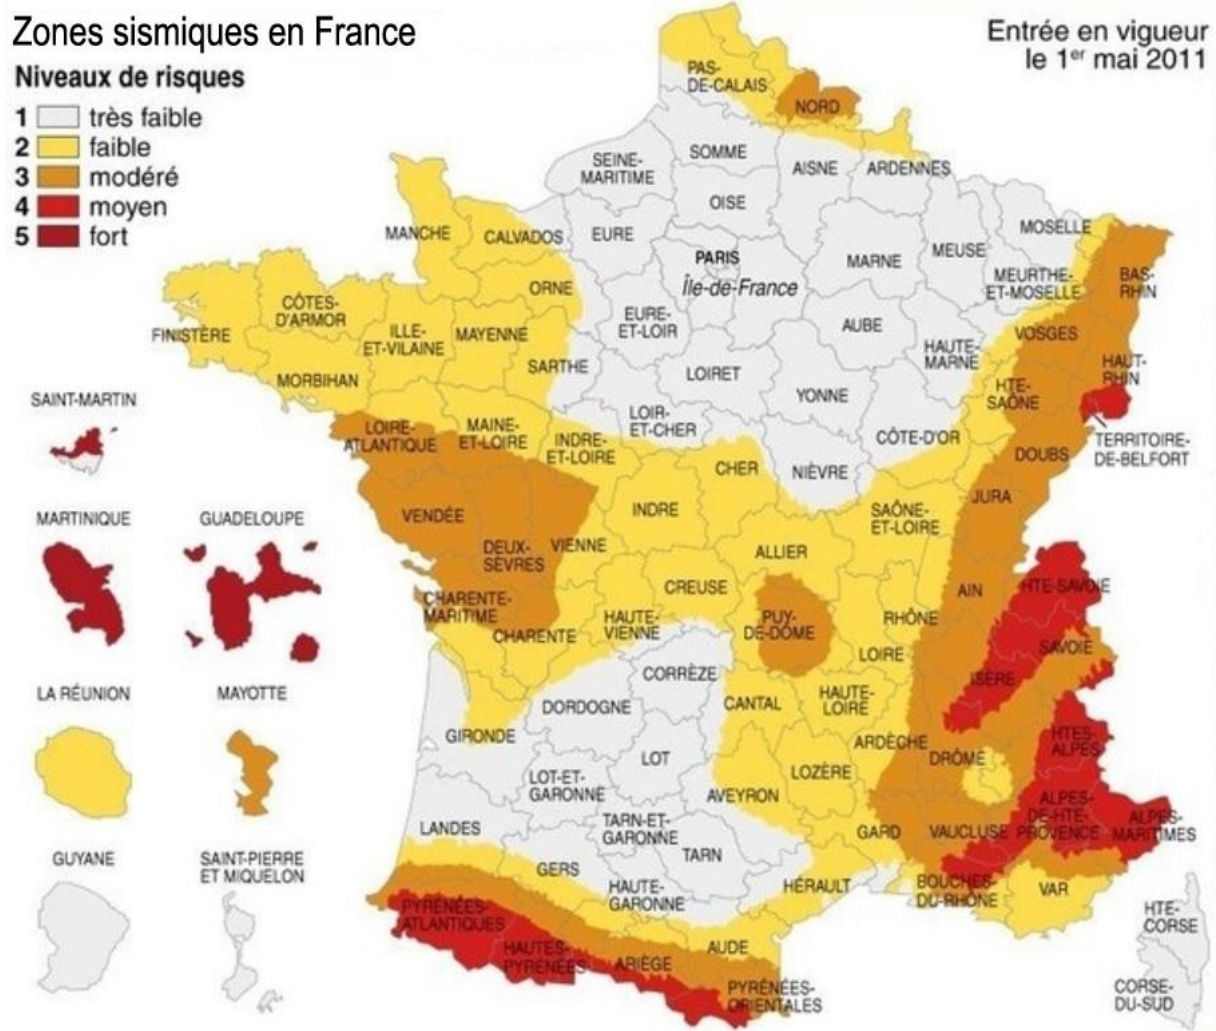 Zones sismiques en France
Entrée en vigueur
le 1er mai 2011
Niveaux de risques
1 très faible
2 faible
3 modéré
4 moyen
5 fort
PAS-
DE-CALAIS
NORD
SOMME
SEINE-
MARITIME
AISNE
ARDENNES
OISE
MANCHE
CALVADOS
EURE
PARIS
Île-de-France
MARNE
MEUSE
MOSELLE
MEURTHE-
ET-MOSELLE
BAS-
RHIN
ORNE
FINISTÈRE
CÔTES-
D'ARMOR
ILLE-
ET-VILAINE
MAYENNE
EURE-
ET-LOIR
AUBE
HAUTE-
MARNE
VOSGES
HAUT-
RHIN
MORBIHAN
SARTHE
LOIRET
YONNE
HTE-
SAÔNE
LOIRE-
ATLANTIQUE
MAINE-
ET-LOIRE
INDRE-
ET-LOIRE
LOIR-
ET-CHER
CÔTE-D'OR
DOUBS
TERRITOIRE-
DE-BELFORT
CHER
NIÈVRE
JURA
VENDÉE
INDRE
SAÔNE-
ET-LOIRE
DEUX-
SÈVRES
VIENNE
ALLIER
CREUSE
AIN
HTE-SAVOIE
CHARENTE-
MARITIME
CHARENTE
HAUTE-
VIENNE
PUY-
DE-DÔME
RHÔNE
LOIRE
SAVOIE
CORRÈZE
ISÈRE
DORDOGNE
CANTAL
HAUTE-
LOIRE
GIRONDE
LOT
ARDÈCHE
DRÔME
HTES-
ALPES
LOT-ET-
GARONNE
AVEYRON
LOZÈRE
LANDES
TARN-ET-
GARONNE
TARN
GARD
VAUCLUSE
ALPES-
DE-HTE-
PROVENCE
ALPES-
MARITIMES
GERS
HAUTE-
GARONNE
HÉRAULT
BOUCHES-
DU-RHÔNE
VAR
PYRÉNÉES-
ATLANTIQUES
HAUTES-
PYRÉNÉES
ARIÈGE
AUDE
PYRÉNÉES-
ORIENTALES
HTE-
CORSE
CORSE-
DU-SUD
SAINT-MARTIN
MARTINIQUE
GUADELOUPE
LA RÉUNION
MAYOTTE
GUYANE
SAINT-PIERRE
ET MIQUELON